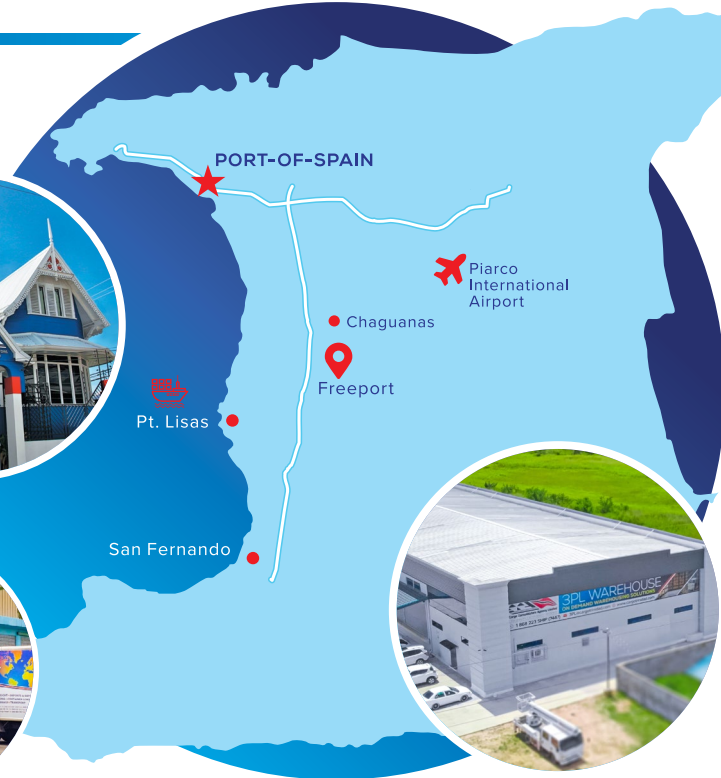 PORT-OF-SPAIN
Piarco
International
Airport
Chaguanas
Freeport
Pt. Lisas
San Fernando
3PL WAREHOUSE
ON DEMAND WAREHOUSING SOLUTIONS